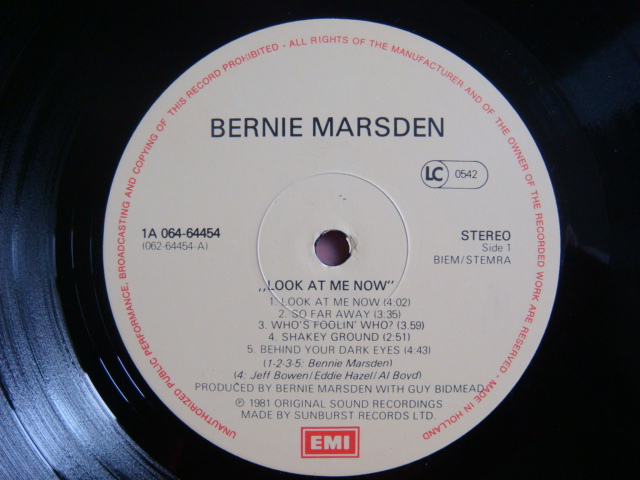 UNAUTHORIZED PUBLIC PERFORMANCE, BROADCASTING AND COPYING OF THIS RECORD PROHIBITED - ALL RIGHTS OF THE MANUFACTURER AND OF THE OWNER OF THE RECORDED WORK ARE RESERVED - MADE IN HOLLAND
BERNIE MARSDEN
LC 0542
1A 064-64454
(062-64454-A)
STEREO
Side 1
BIEM/STEMRA
„LOOK AT ME NOW"
1. LOOK AT ME NOW (4:02)
2. SO FAR AWAY (3.35)
3. WHO'S FOOLIN' WHO? (3.59)
4. SHAKEY GROUND (2:51)
5. BEHIND YOUR DARK EYES (4:43)
(1-2-3-5: Bennie Marsden)
(4: Jeff Bowen/Eddie Hazel/Al Boyd)
PRODUCED BY BERNIE MARSDEN WITH GUY BIDMEAD
℗ 1981 ORIGINAL SOUND RECORDINGS
MADE BY SUNBURST RECORDS LTD.
EMI